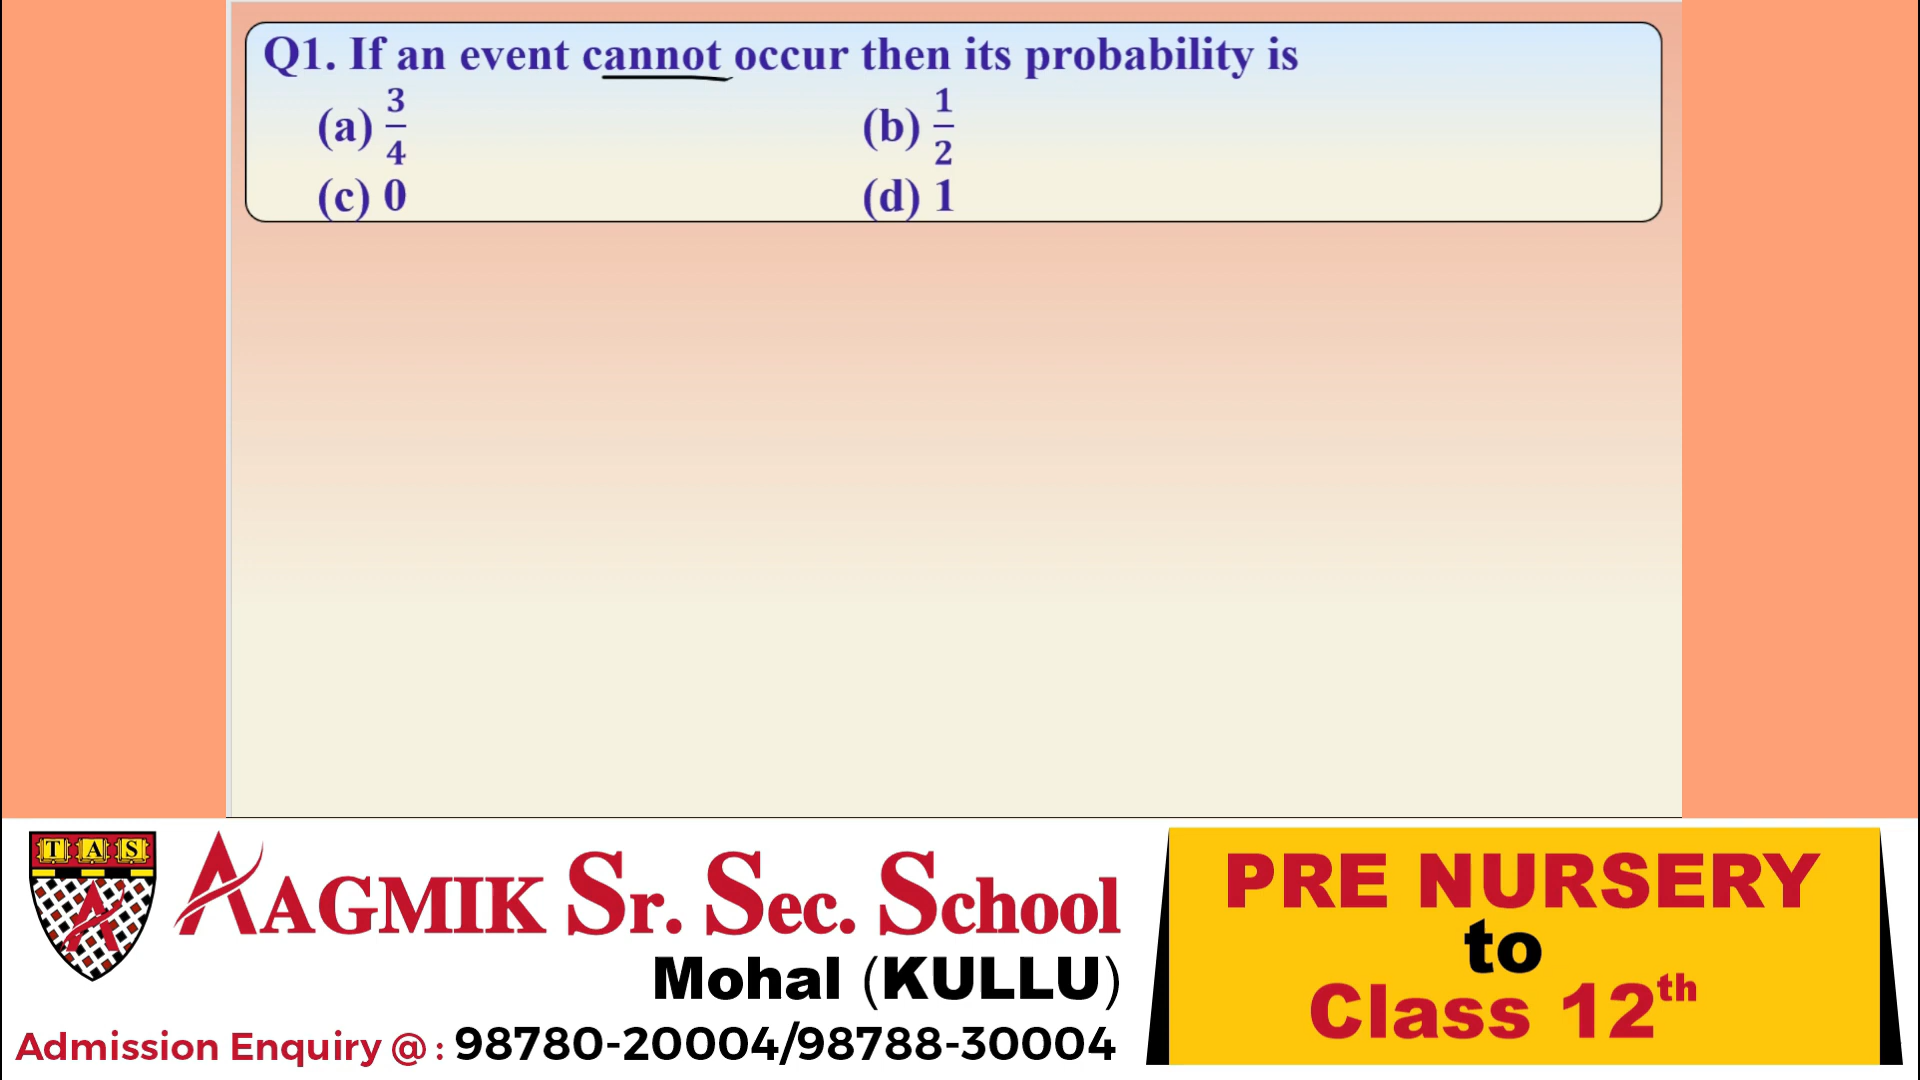 Q1. If an event cannot occur then its probability is
(a) 3/4 (b) 1/2
(c) 0 (d) 1
T A S
AAGMIK Sr. Sec. School
Mohal (KULLU)
Admission Enquiry @ : 98780-20004/98788-30004
PRE NURSERY
to
Class 12th